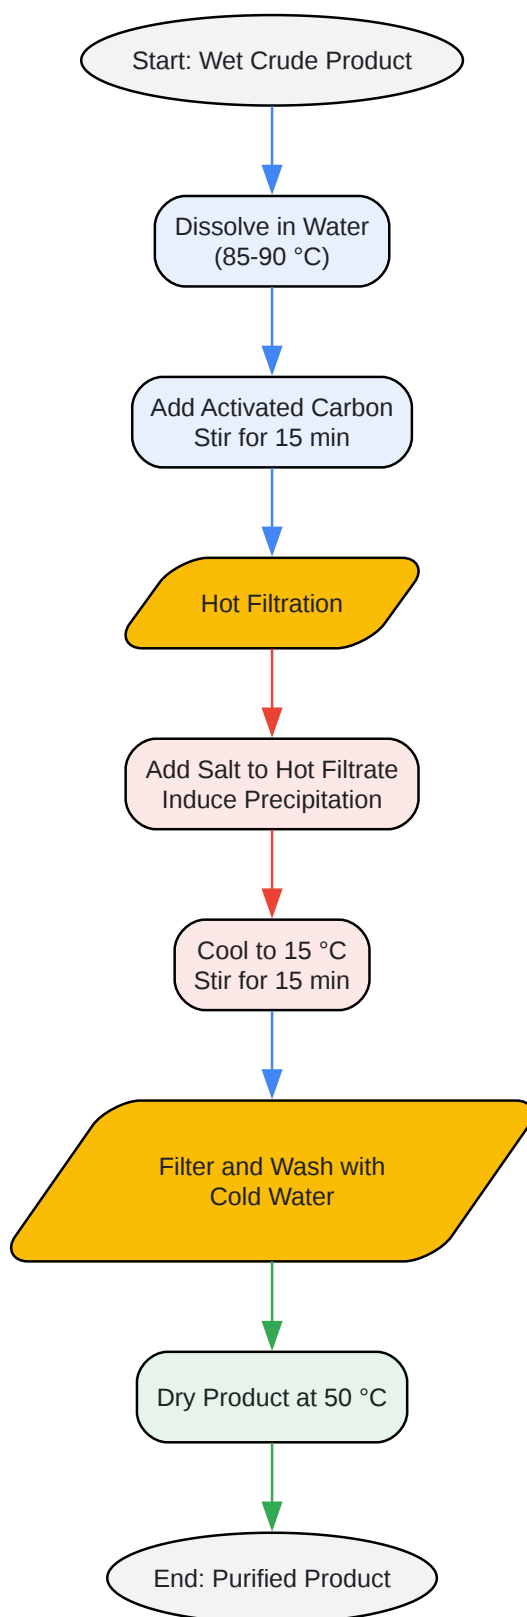 Start: Wet Crude Product
Dissolve in Water
(85-90 °C)
Add Activated Carbon
Stir for 15 min
Hot Filtration
Add Salt to Hot Filtrate
Induce Precipitation
Cool to 15 °C
Stir for 15 min
Filter and Wash with
Cold Water
Dry Product at 50 °C
End: Purified Product